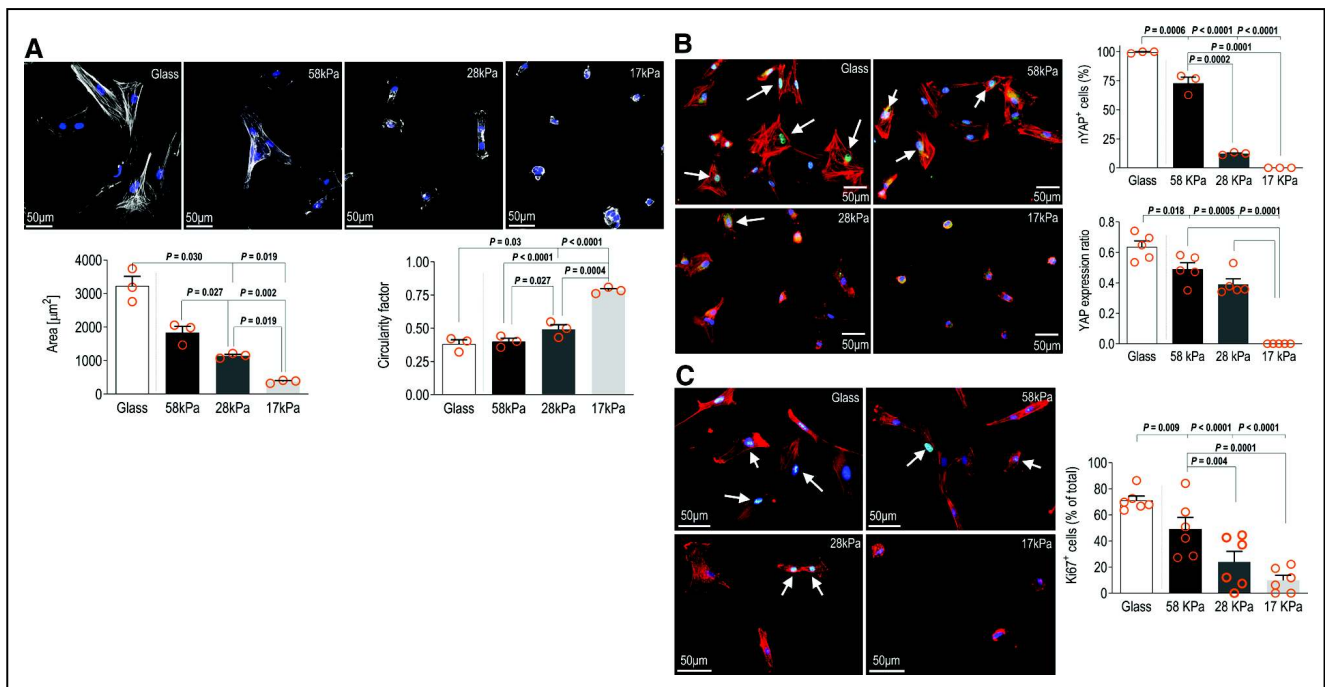 A
Glass
58kPa
28kPa
17kPa
50µm
50µm
50µm
50µm
P = 0.030
P = 0.019
P = 0.027
P = 0.002
P = 0.019
Area [µm²]
4000
3000
2000
1000
0
Glass
58kPa
28kPa
17kPa
P = 0.03
P < 0.0001
P < 0.0001
P = 0.0004
P = 0.027
Circularity factor
1.00
0.75
0.50
0.25
0.00
Glass
58kPa
28kPa
17kPa
B
Glass
58kPa
50µm
50µm
28kPa
17kPa
50µm
50µm
P = 0.0006
P < 0.0001
P < 0.0001
P = 0.0001
P = 0.0002
nYAP⁺ cells (%)
100
75
50
25
0
Glass
58 KPa
28 KPa
17 KPa
P = 0.018
P = 0.0005
P = 0.0001
YAP expression ratio
0.8
0.6
0.4
0.2
0.0
Glass
58 KPa
28 KPa
17 kPa
C
Glass
58kPa
50µm
50µm
28kPa
17kPa
50µm
50µm
P = 0.009
P < 0.0001
P < 0.0001
P = 0.0001
P = 0.004
Ki67⁺ cells (% of total)
100
80
60
40
20
0
Glass
58 KPa
28 KPa
17 KPa